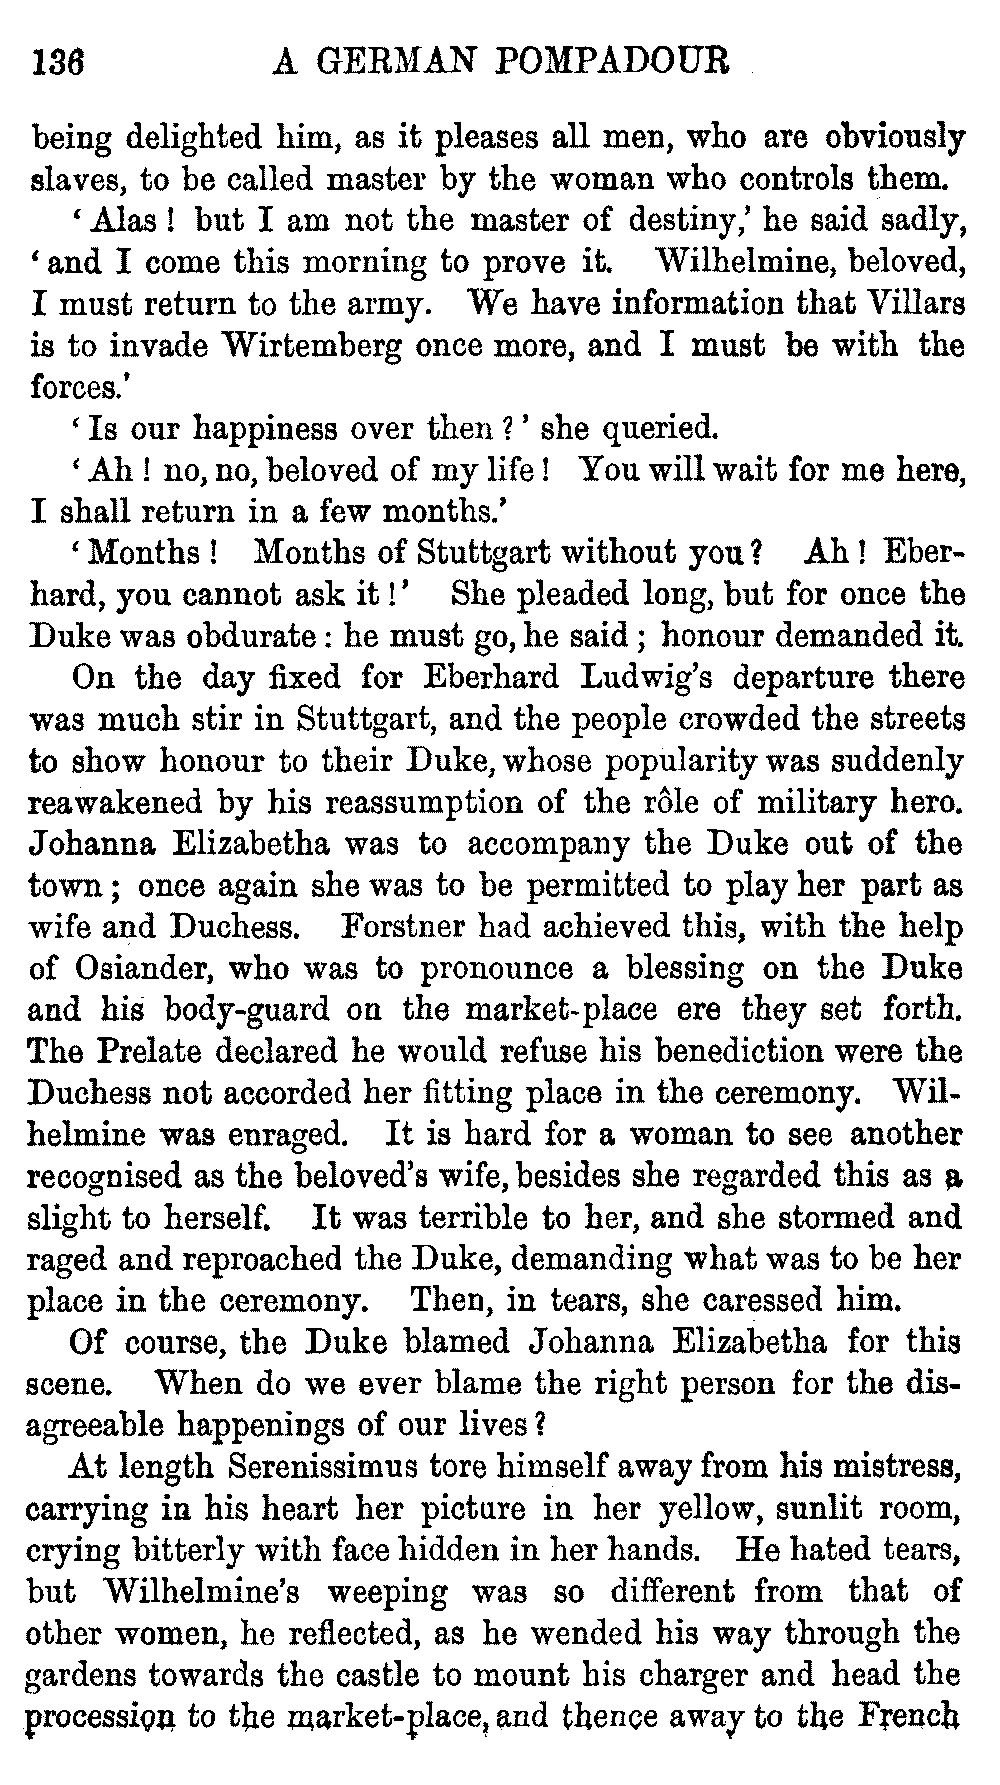 136 A GERMAN POMPADOUR
being delighted him, as it pleases all men, who are obviously
slaves, to be called master by the woman who controls them.
‘Alas! but I am not the master of destiny,’ he said sadly,
‘and I come this morning to prove it. Wilhelmine, beloved,
I must return to the army. We have information that Villars
is to invade Wirtemberg once more, and I must be with the
forces.’
‘Is our happiness over then?’ she queried.
‘Ah! no, no, beloved of my life! You will wait for me here,
I shall return in a few months.’
‘Months! Months of Stuttgart without you? Ah! Eber-
hard, you cannot ask it!’ She pleaded long, but for once the
Duke was obdurate: he must go, he said; honour demanded it.
On the day fixed for Eberhard Ludwig’s departure there
was much stir in Stuttgart, and the people crowded the streets
to show honour to their Duke, whose popularity was suddenly
reawakened by his reassumption of the rôle of military hero.
Johanna Elizabetha was to accompany the Duke out of the
town; once again she was to be permitted to play her part as
wife and Duchess. Forstner had achieved this, with the help
of Osiander, who was to pronounce a blessing on the Duke
and his body-guard on the market-place ere they set forth.
The Prelate declared he would refuse his benediction were the
Duchess not accorded her fitting place in the ceremony. Wil-
helmine was enraged. It is hard for a woman to see another
recognised as the beloved’s wife, besides she regarded this as a
slight to herself. It was terrible to her, and she stormed and
raged and reproached the Duke, demanding what was to be her
place in the ceremony. Then, in tears, she caressed him.
Of course, the Duke blamed Johanna Elizabetha for this
scene. When do we ever blame the right person for the dis-
agreeable happenings of our lives?
At length Serenissimus tore himself away from his mistress,
carrying in his heart her picture in her yellow, sunlit room,
crying bitterly with face hidden in her hands. He hated tears,
but Wilhelmine’s weeping was so different from that of
other women, he reflected, as he wended his way through the
gardens towards the castle to mount his charger and head the
procession to the market-place, and thence away to the French